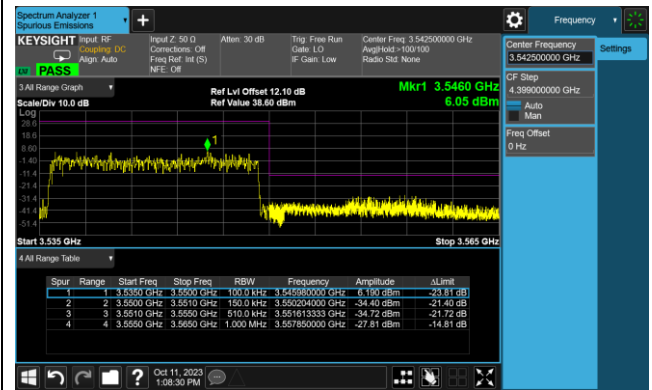 Spectrum Analyzer 1
Spurious Emissions
Frequency
KEYSIGHT Input: RF
Coupling: DC
Align: Auto
Input Z: 50 Ω
Corrections: Off
Freq Ref: Int (S)
NFE: Off
Atten: 30 dB
Trig: Free Run
Gate: LO
IF Gain: Low
Center Freq: 3.542500000 GHz
Avg|Hold:>100/100
Radio Std: None
LVI PASS
Center Frequency
3.542500000 GHz
Settings
CF Step
4.399000000 GHz
Auto
Man
Freq Offset
0 Hz
3 All Range Graph
Scale/Div 10.0 dB
Ref Lvl Offset 12.10 dB
Ref Value 38.60 dBm
Mkr1 3.5460 GHz
6.05 dBm
Log
28.6
18.6
8.60
-1.40
-11.4
-21.4
-31.4
-41.4
-51.4
1
Start 3.535 GHz
Stop 3.565 GHz
4 All Range Table
Spur Range Start Freq Stop Freq RBW Frequency Amplitude ΔLimit
1 1 3.5350 GHz 3.5500 GHz 100.0 kHz 3.545980000 GHz 6.190 dBm -23.81 dB
2 2 3.5500 GHz 3.5510 GHz 150.0 kHz 3.550204000 GHz -34.40 dBm -21.40 dB
3 3 3.5510 GHz 3.5550 GHz 510.0 kHz 3.551613333 GHz -34.72 dBm -21.72 dB
4 4 3.5550 GHz 3.5650 GHz 1.000 MHz 3.557850000 GHz -27.81 dBm -14.81 dB
Oct 11, 2023
1:08:30 PM